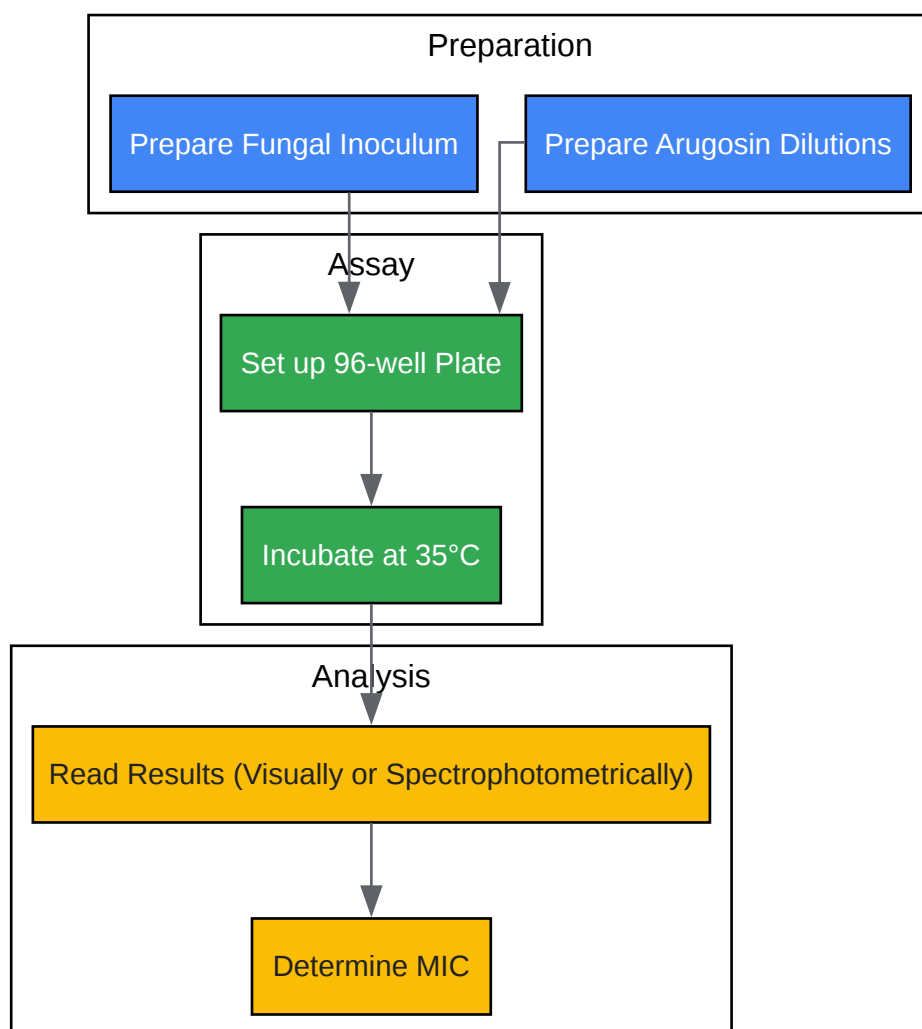 Preparation
Prepare Fungal Inoculum
Prepare Arugosin Dilutions
Assay
Set up 96-well Plate
Incubate at 35°C
Analysis
Read Results (Visually or Spectrophotometrically)
Determine MIC